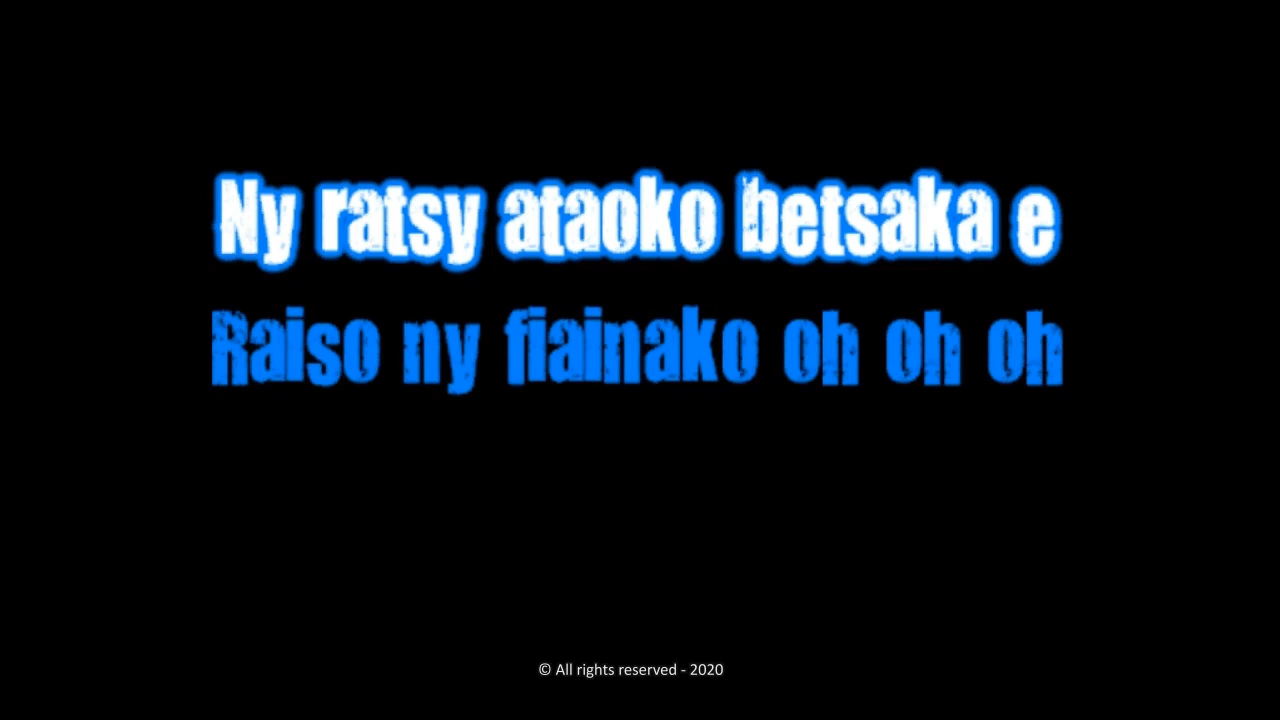 Ny ratsy ataoko betsaka e
Raiso ny fiainako oh oh oh
© All rights reserved - 2020